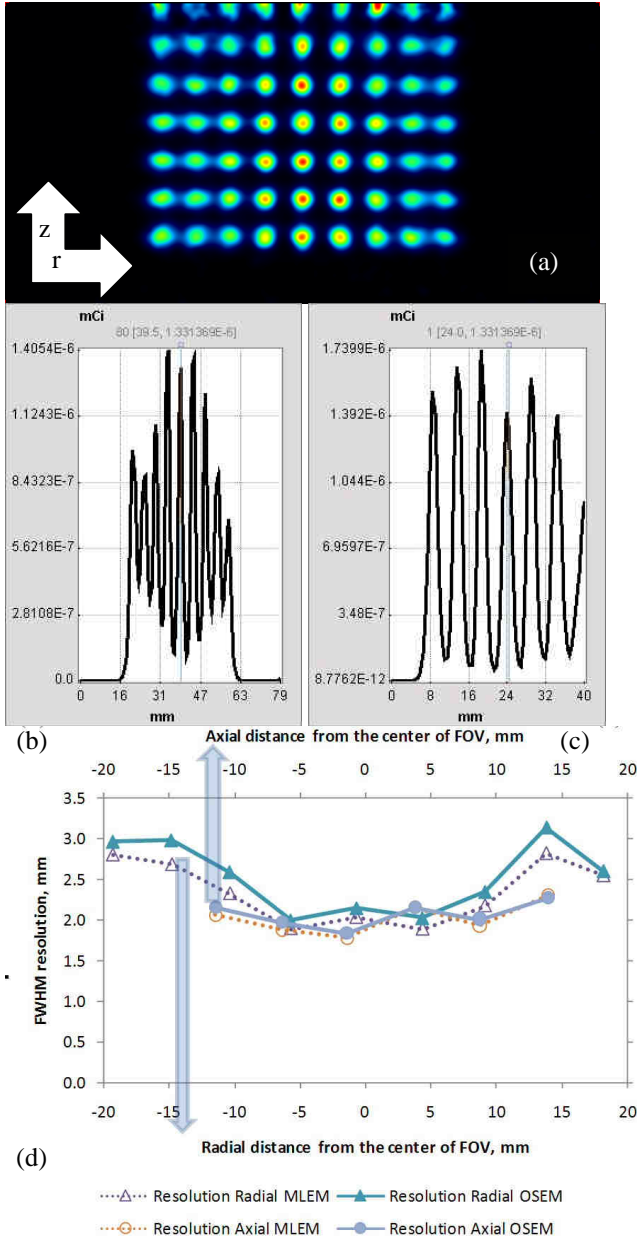 z
r
(a)
mCi
80 [39.5, 1.331369E-6]
1.4054E-6
1.1243E-6
8.4323E-7
5.6216E-7
2.8108E-7
0.0
0 16 31 47 63 79
mm
mCi
1 [24.0, 1.331369E-6]
1.7399E-6
1.392E-6
1.044E-6
6.9597E-7
3.48E-7
8.7762E-12
0 8 16 24 32 40
mm
(b)
(c)
Axial distance from the center of FOV, mm
-20 -15 -10 -5 0 5 10 15 20
3.5
3.0
2.5
2.0
1.5
1.0
0.5
0.0
FWHM resolution, mm
-20 -15 -10 -5 0 5 10 15 20
Radial distance from the center of FOV, mm
(d)
Resolution Radial MLEM
Resolution Radial OSEM
Resolution Axial MLEM
Resolution Axial OSEM